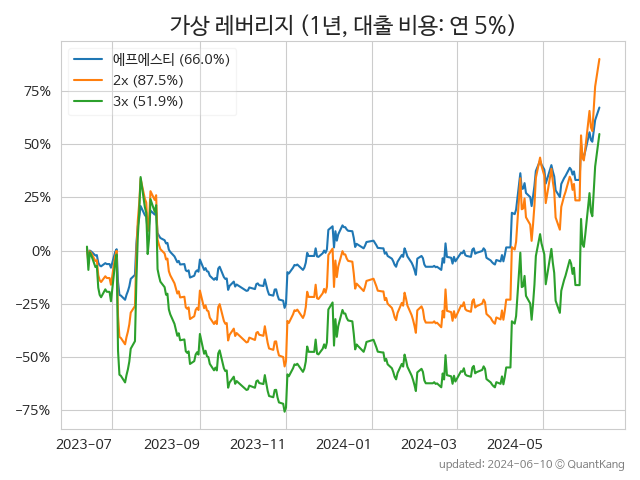 가상 레버리지 (1년, 대출 비용: 연 5%)
에프에스티 (66.0%)
2x (87.5%)
3x (51.9%)
75%
50%
25%
0%
−25%
−50%
−75%
2023-07 2023-09 2023-11 2024-01 2024-03 2024-05
updated: 2024-06-10 © QuantKang